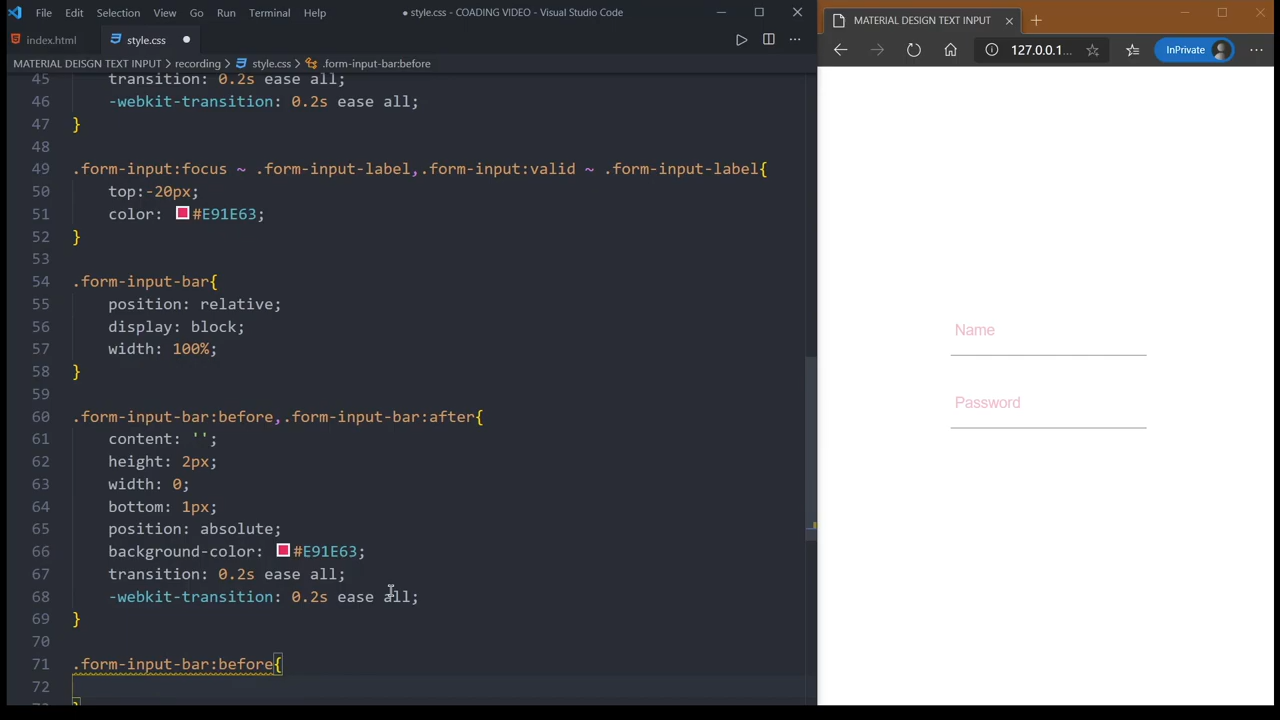 File Edit Selection View Go Run Terminal Help
● style.css - COADING VIDEO - Visual Studio Code
index.html style.css
MATERIAL DEISGN TEXT INPUT > recording > style.css > .form-input-bar:before
45 transition: 0.2s ease all;
46 -webkit-transition: 0.2s ease all;
47 }
48
49 .form-input:focus ~ .form-input-label,.form-input:valid ~ .form-input-label{
50 top:-20px;
51 color: #E91E63;
52 }
53
54 .form-input-bar{
55 position: relative;
56 display: block;
57 width: 100%;
58 }
59
60 .form-input-bar:before,.form-input-bar:after{
61 content: '';
62 height: 2px;
63 width: 0;
64 bottom: 1px;
65 position: absolute;
66 background-color: #E91E63;
67 transition: 0.2s ease all;
68 -webkit-transition: 0.2s ease all;
69 }
70
71 .form-input-bar:before{
72
MATERIAL DESIGN TEXT INPUT
127.0.0.1... InPrivate
Name
Password